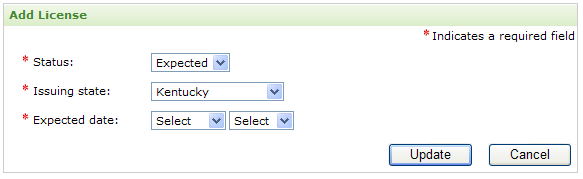 Add License
* Indicates a required field
* Status: Expected
* Issuing state: Kentucky
* Expected date: Select Select
Update Cancel